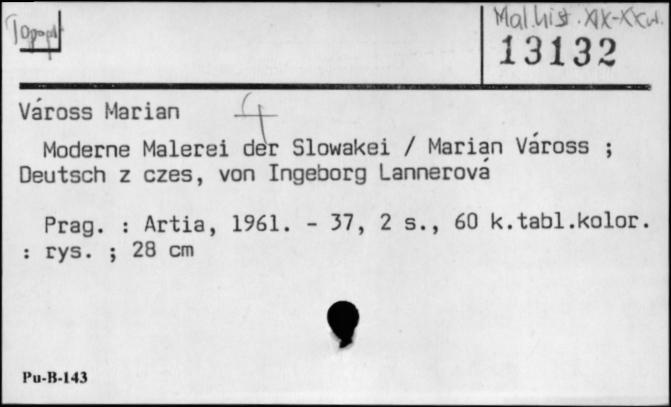 Mal. hist. XIX-XX w.
13132
Váross Marian
Moderne Malerei der Slowakei / Marian Váross ;
Deutsch z czes, von Ingeborg Lannerová
Prag. : Artia, 1961. - 37, 2 s., 60 k.tabl.kolor.
: rys. ; 28 cm
Pu-B-143